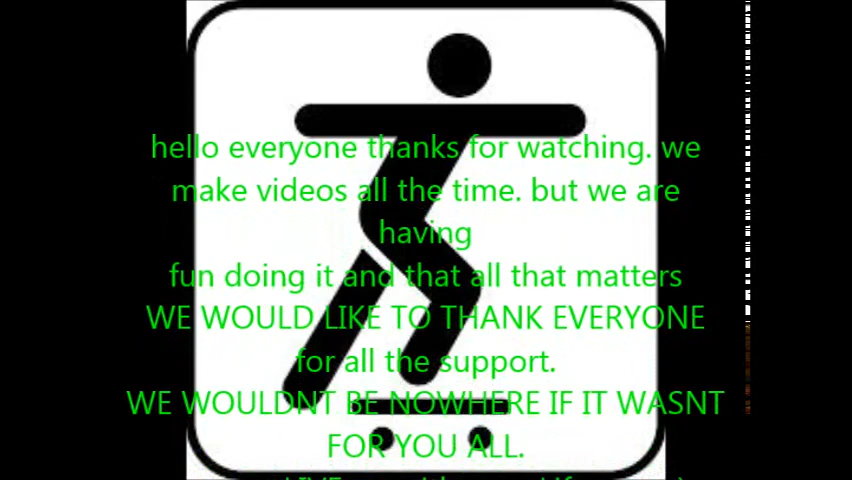 hello everyone thanks for watching. we
make videos all the time. but we are
having
fun doing it and that all that matters
WE WOULD LIKE TO THANK EVERYONE
for all the support.
WE WOULDNT BE NOWHERE IF IT WASNT
FOR YOU ALL.